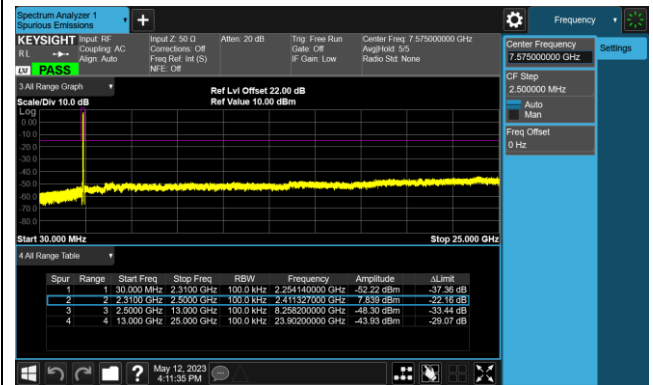 Spectrum Analyzer 1
Spurious Emissions
Frequency
KEYSIGHT
RL
LXI PASS
Input: RF
Coupling: AC
Align: Auto
Input Z: 50 Ω
Corrections: Off
Freq Ref: Int (S)
NFE: Off
Atten: 20 dB
Trig: Free Run
Gate: Off
IF Gain: Low
Center Freq: 7.575000000 GHz
Avg|Hold: 5/5
Radio Std: None
Center Frequency
7.575000000 GHz
Settings
CF Step
2.500000 MHz
Auto
Man
Freq Offset
0 Hz
3 All Range Graph
Scale/Div 10.0 dB
Ref Lvl Offset 22.00 dB
Ref Value 10.00 dBm
Log
0.00
-10.0
-20.0
-30.0
-40.0
-50.0
-60.0
-70.0
-80.0
Start 30.000 MHz Stop 25.000 GHz
4 All Range Table
Spur Range Start Freq Stop Freq RBW Frequency Amplitude ΔLimit
1 1 30.000 MHz 2.3100 GHz 100.0 kHz 2.254140000 GHz -52.22 dBm -37.36 dB
2 2 2.3100 GHz 2.5000 GHz 100.0 kHz 2.411327000 GHz 7.839 dBm -22.16 dB
3 3 2.5000 GHz 13.000 GHz 100.0 kHz 8.258200000 GHz -48.30 dBm -33.44 dB
4 4 13.000 GHz 25.000 GHz 100.0 kHz 23.90200000 GHz -43.93 dBm -29.07 dB
May 12, 2023
4:11:35 PM